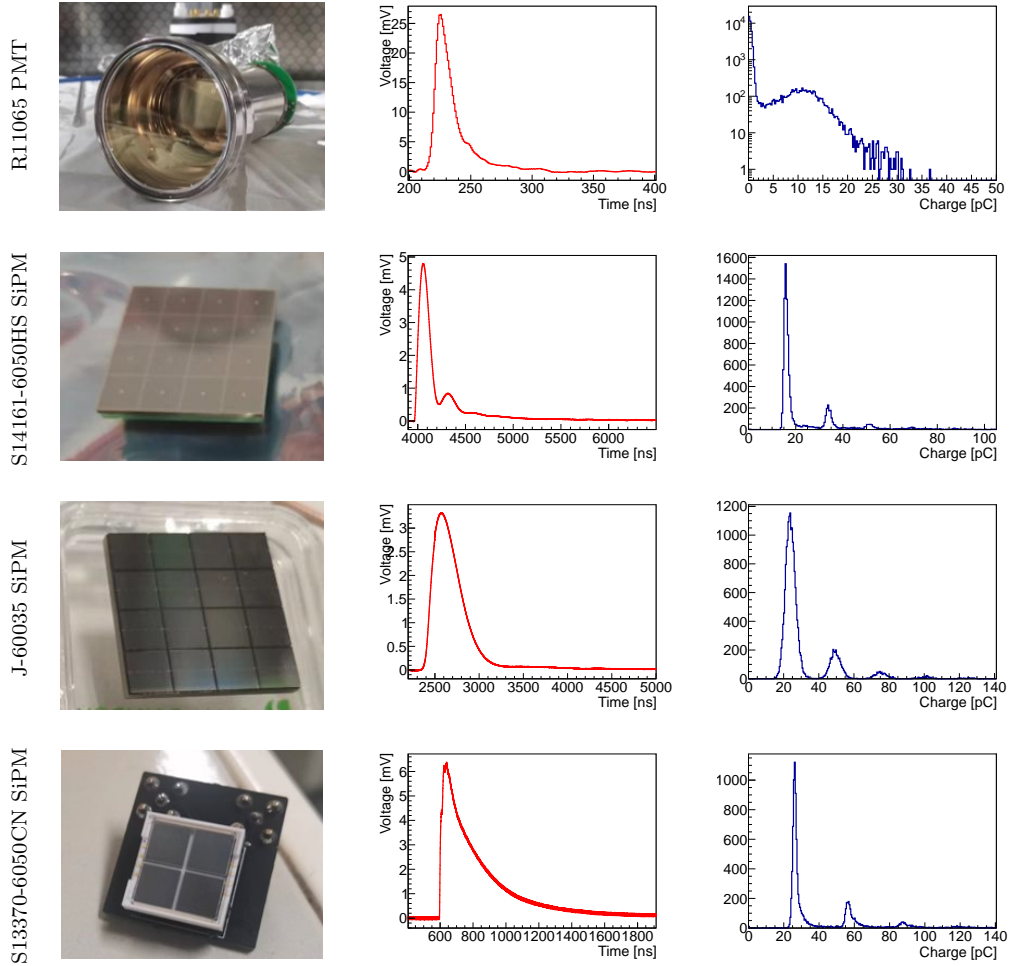 R11065 PMT
Voltage [mV]
25
20
15
10
5
0
200 250 300 350 400
Time [ns]
10⁴
10³
10²
10
1
0 5 10 15 20 25 30 35 40 45 50
Charge [pC]
S14161-6050HS SiPM
Voltage [mV]
5
4
3
2
1
0
4000 4500 5000 5500 6000
Time [ns]
1600
1400
1200
1000
800
600
400
200
0
0 20 40 60 80 100
Charge [pC]
J-60035 SiPM
Voltage [mV]
3
2.5
2
1.5
1
0.5
0
2500 3000 3500 4000 4500 5000
Time [ns]
1200
1000
800
600
400
200
0
0 20 40 60 80 100 120 140
Charge [pC]
S13370-6050CN SiPM
Voltage [mV]
6
5
4
3
2
1
0
600 800 1000 1200 1400 1600 1800
Time [ns]
1000
800
600
400
200
0
0 20 40 60 80 100 120 140
Charge [pC]